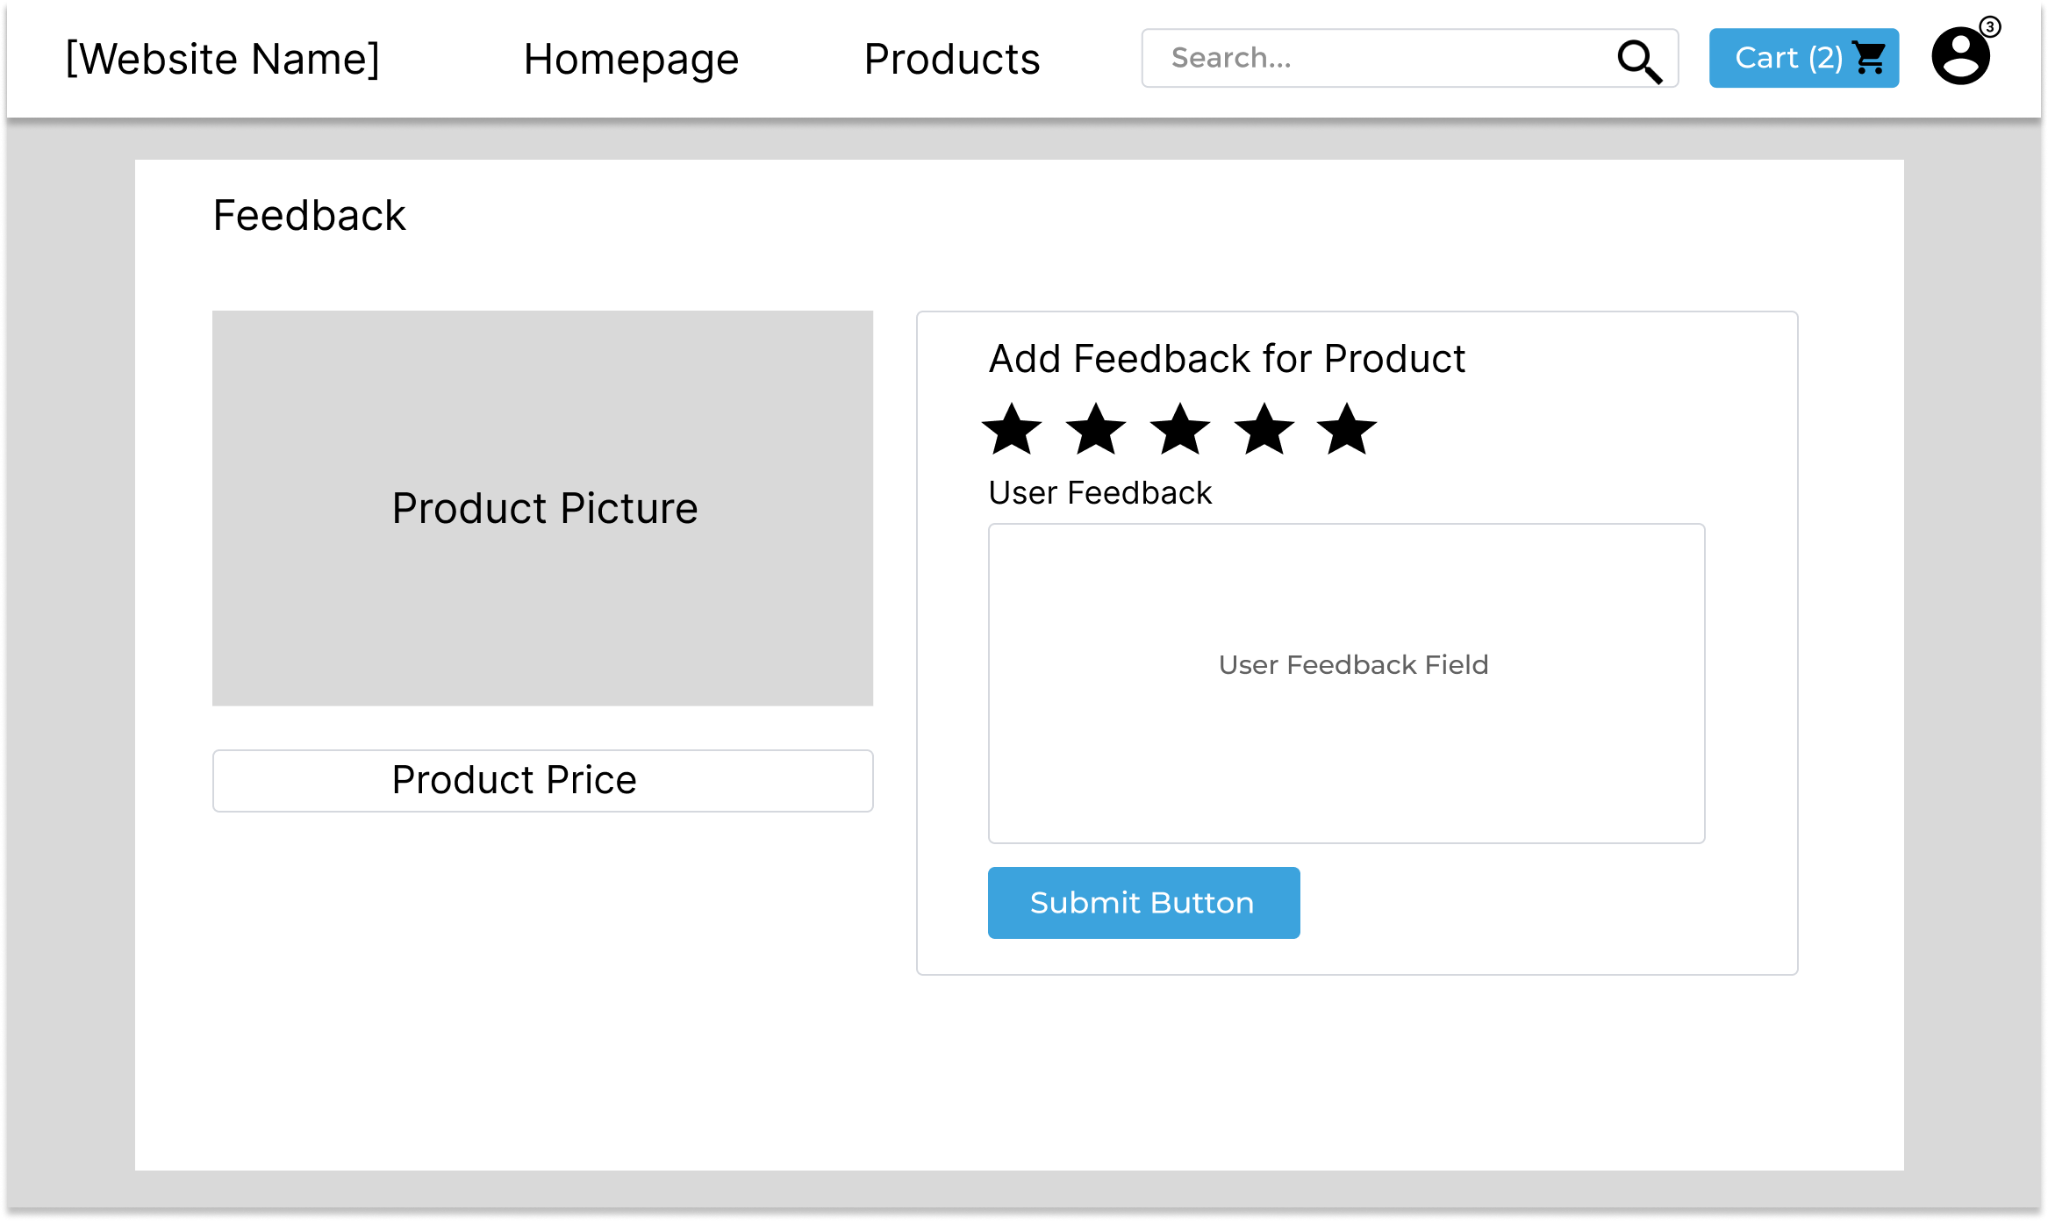 [Website Name] Homepage Products Search... Cart (2) 3
Feedback
Product Picture
Product Price
Add Feedback for Product
User Feedback
User Feedback Field
Submit Button